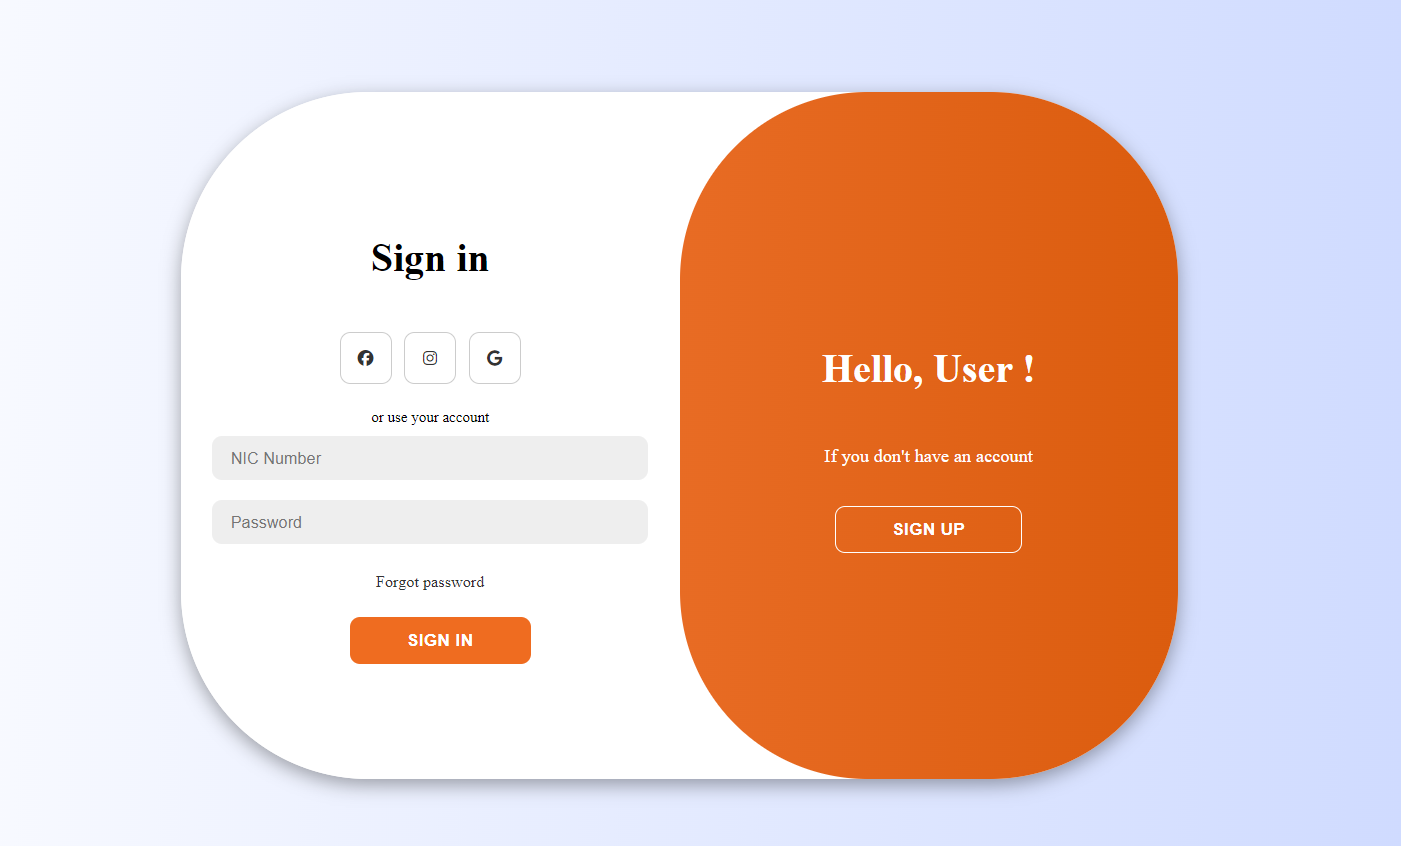 Sign in
or use your account
NIC Number
Password
Forgot password
SIGN IN
Hello, User !
If you don't have an account
SIGN UP